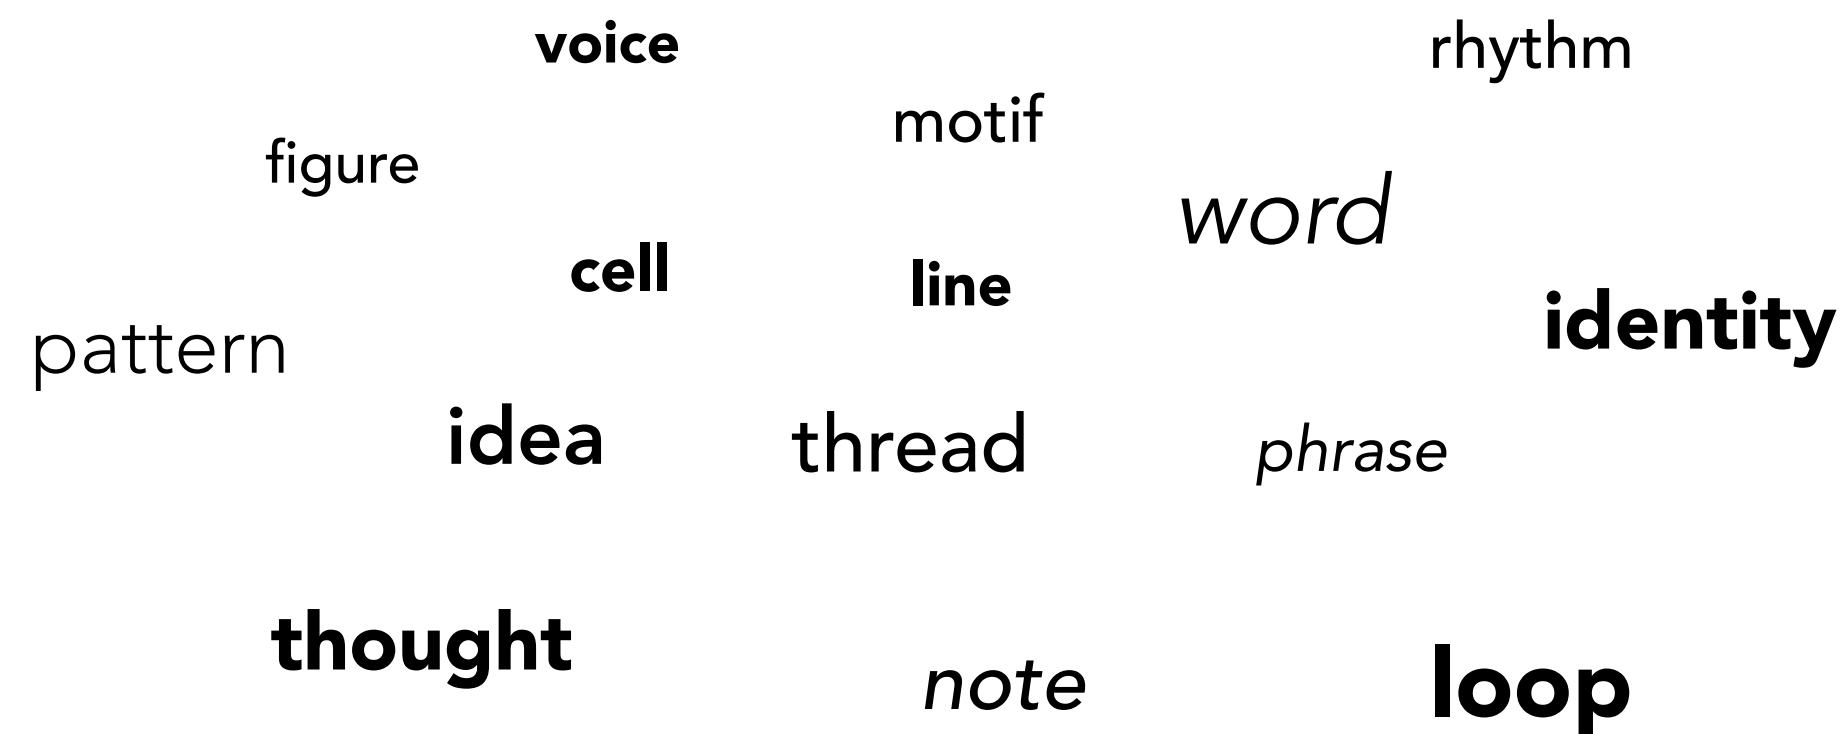 voice
rhythm
motif
figure
word
cell
line
identity
pattern
idea
thread
phrase
thought
note
loop